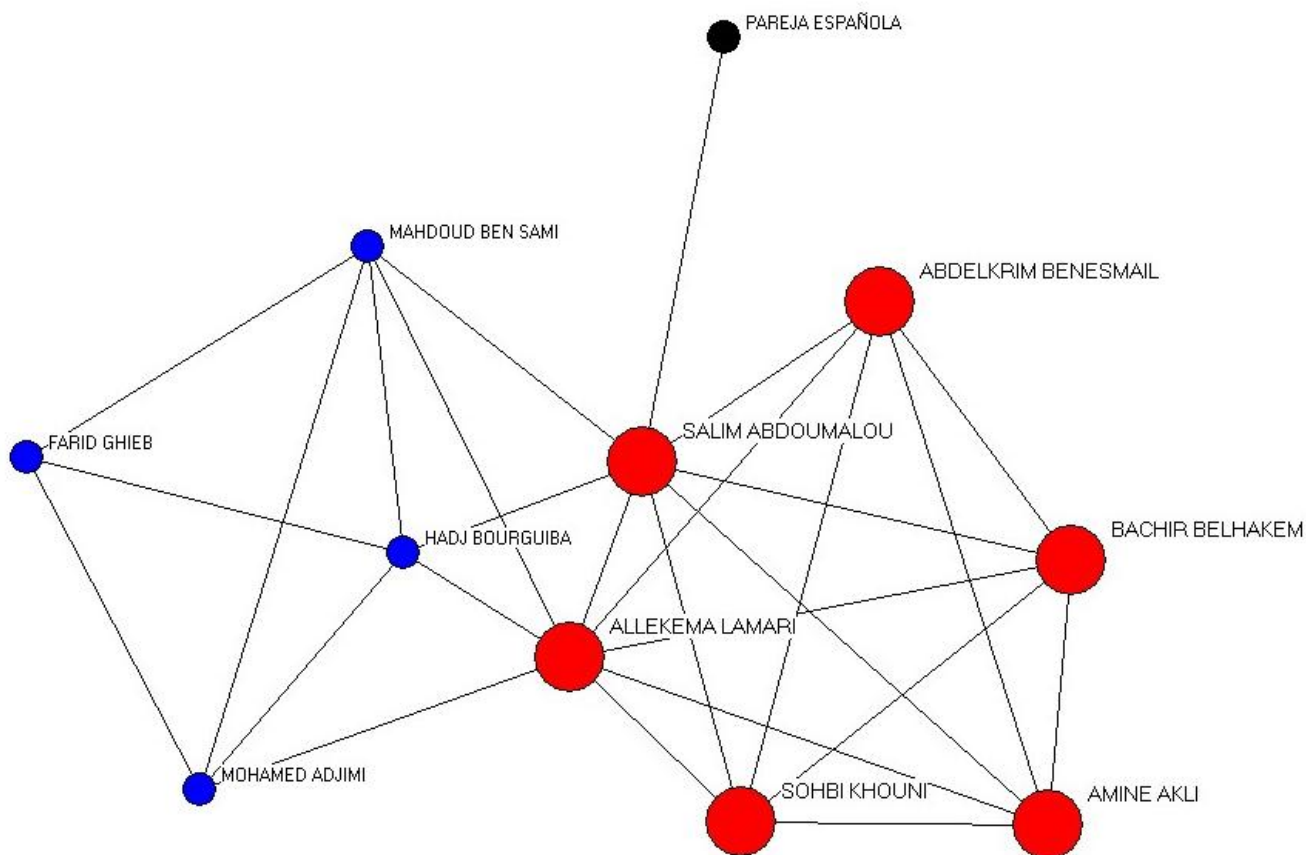 PAREJA ESPAÑOLA
MAHDOUD BEN SAMI
ABDELKRIM BENESMAIL
SALIM ABDOUMALOU
FARID GHIEB
HADJ BOURGUIBA
BACHIR BELHAKEM
ALLEKEMA LAMARI
MOHAMED ADJIMI
SOHBI KHOUNI
AMINE AKLI